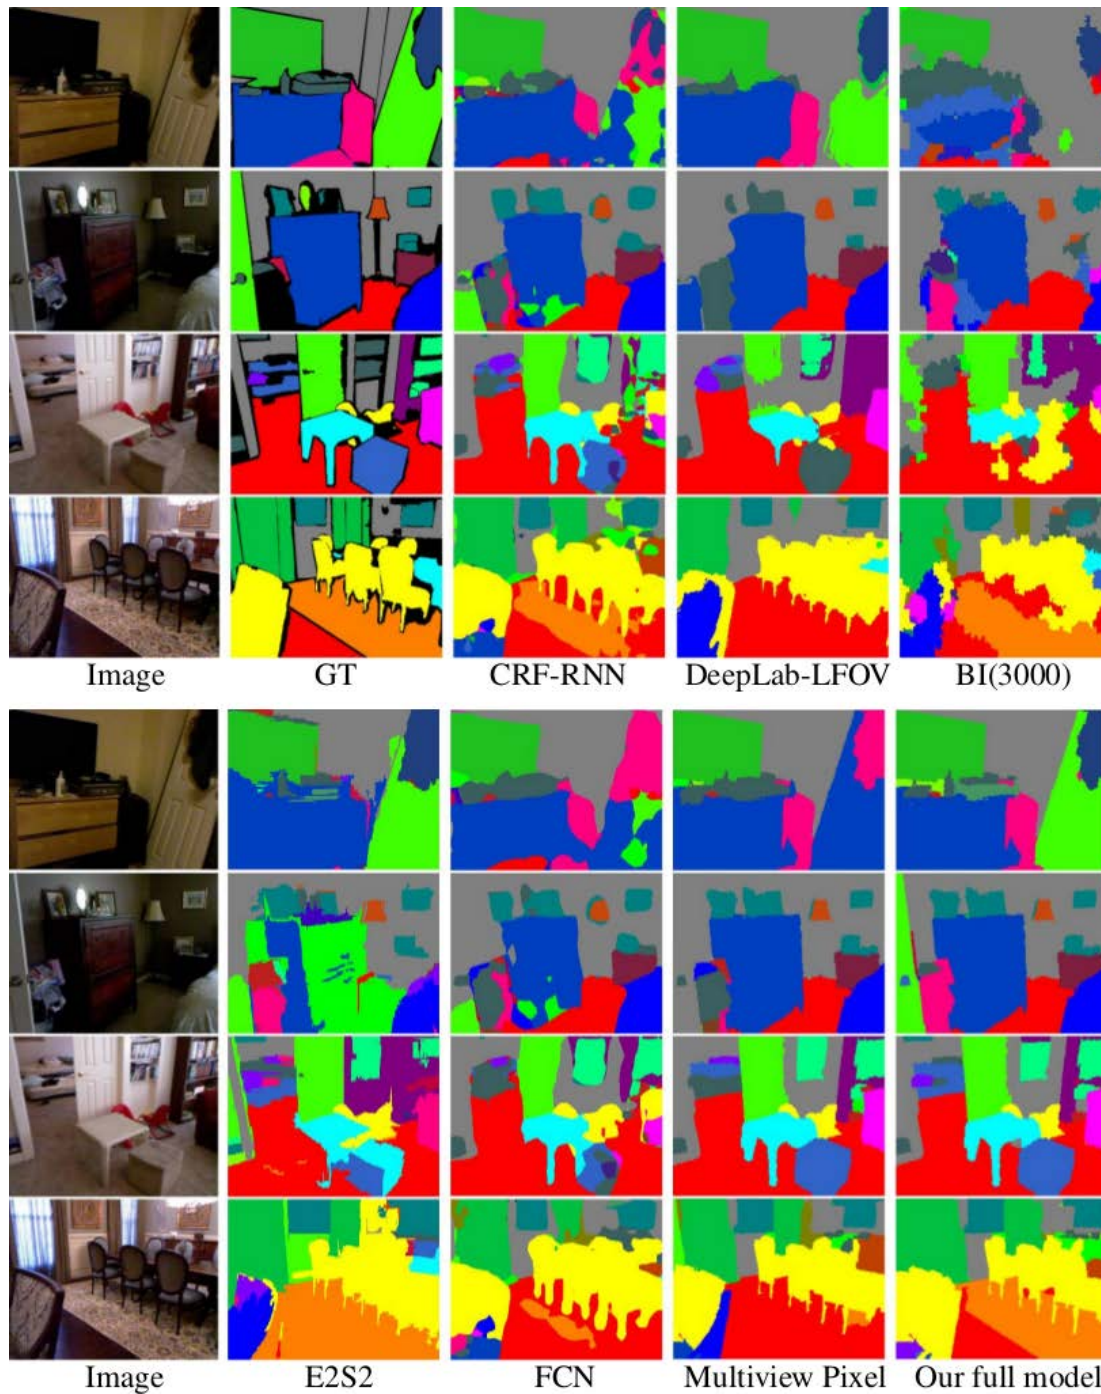 Image GT CRF-RNN DeepLab-LFOV BI(3000)
Image E2S2 FCN Multiview Pixel Our full model